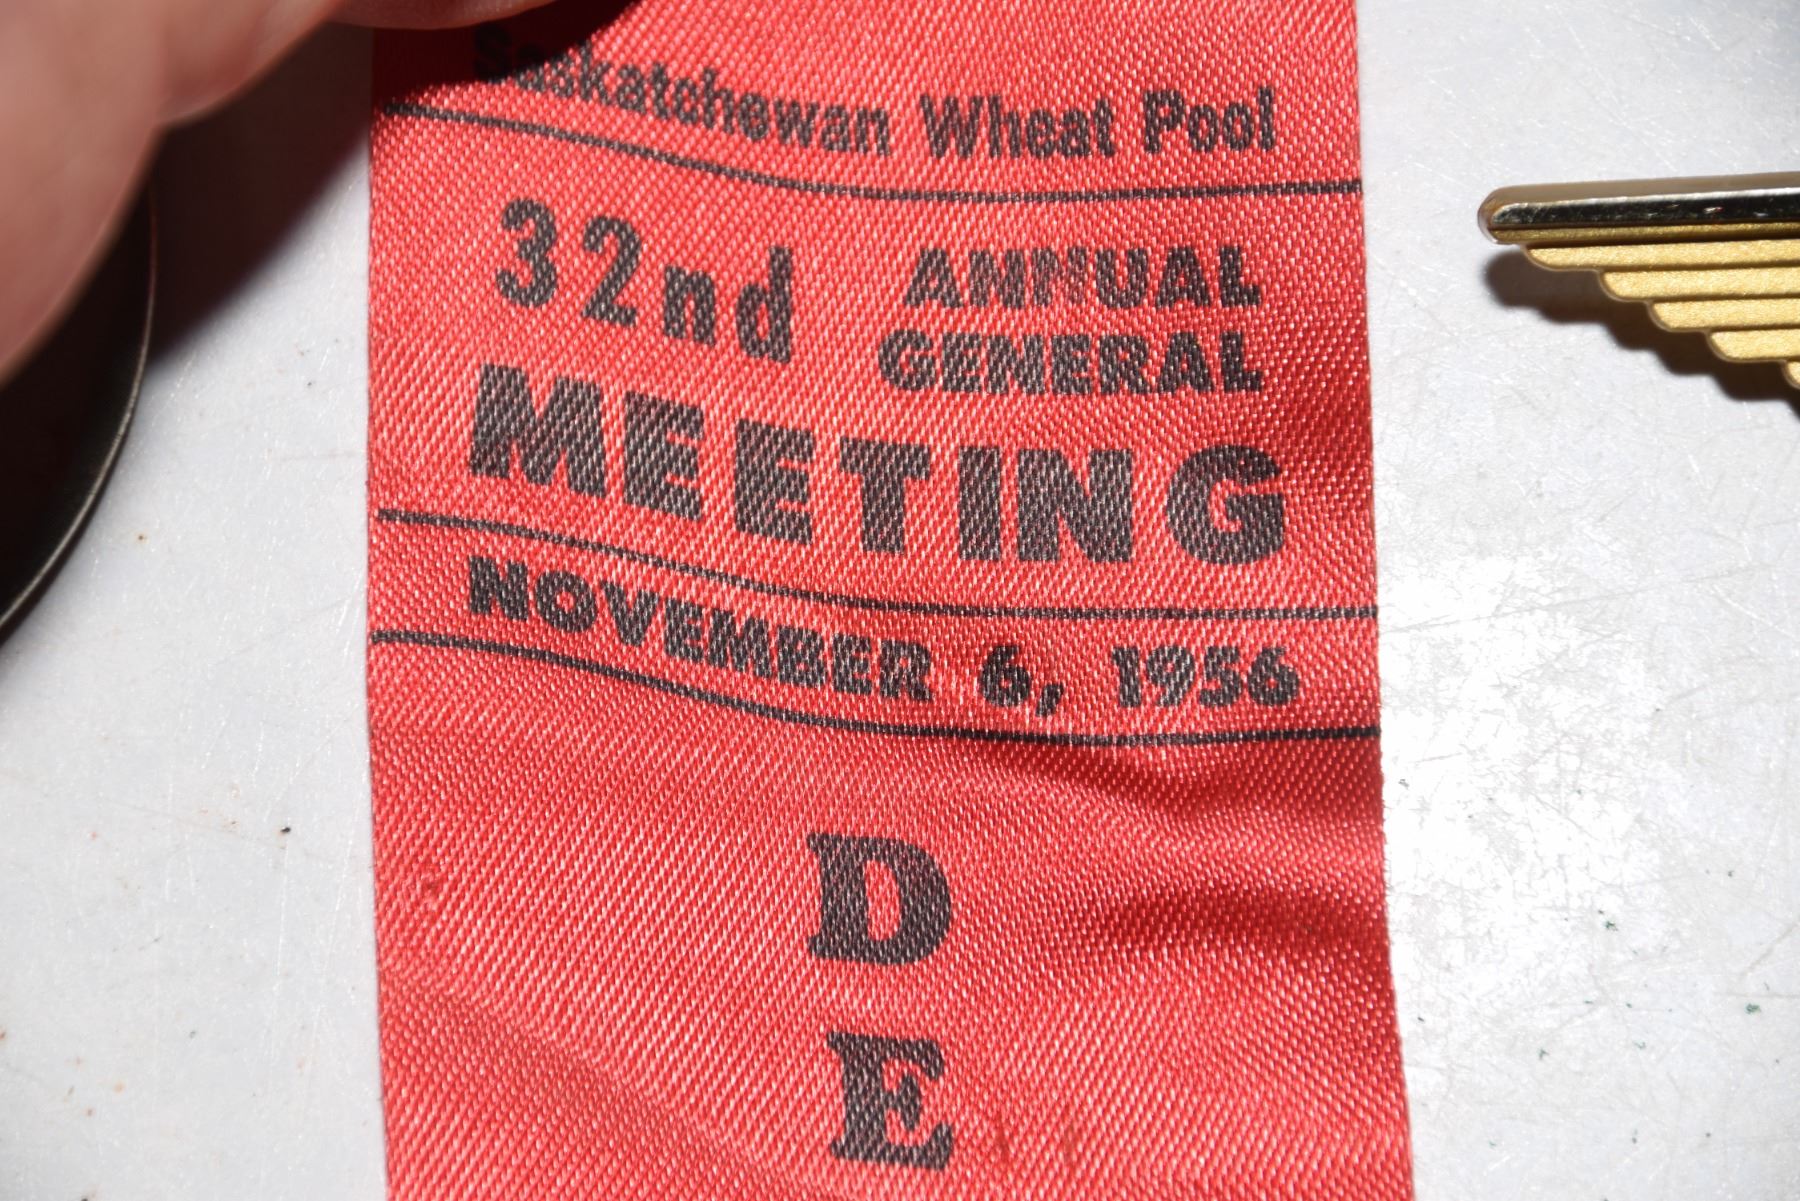 Saskatchewan Wheat Pool
32nd ANNUAL GENERAL
MEETING
NOVEMBER 6, 1956
D
E